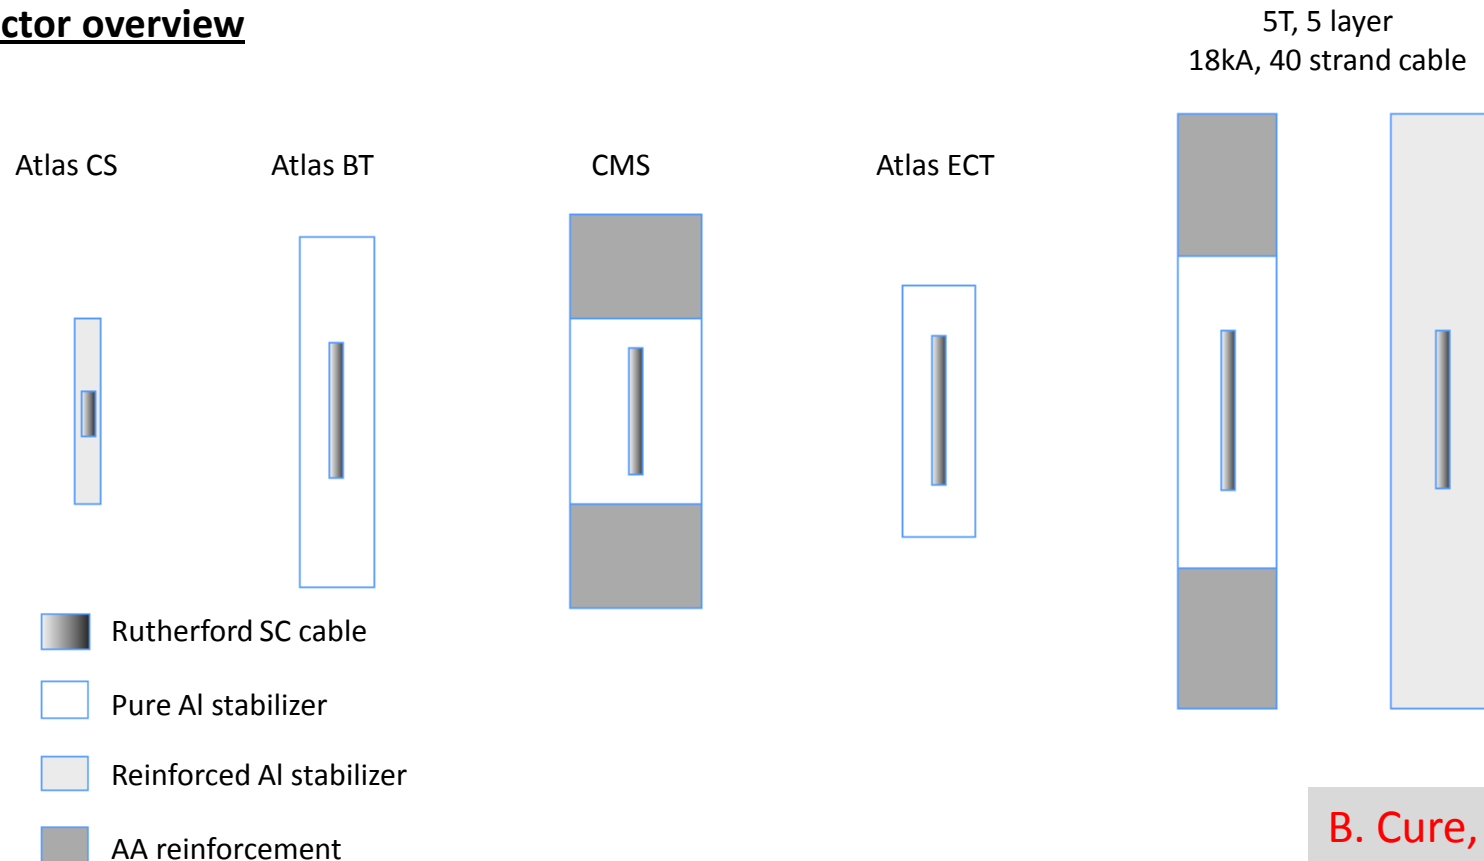 ctor overview
5T, 5 layer
18kA, 40 strand cable
Atlas CS
Atlas BT
CMS
Atlas ECT
Rutherford SC cable
Pure Al stabilizer
Reinforced Al stabilizer
AA reinforcement
B. Cure,